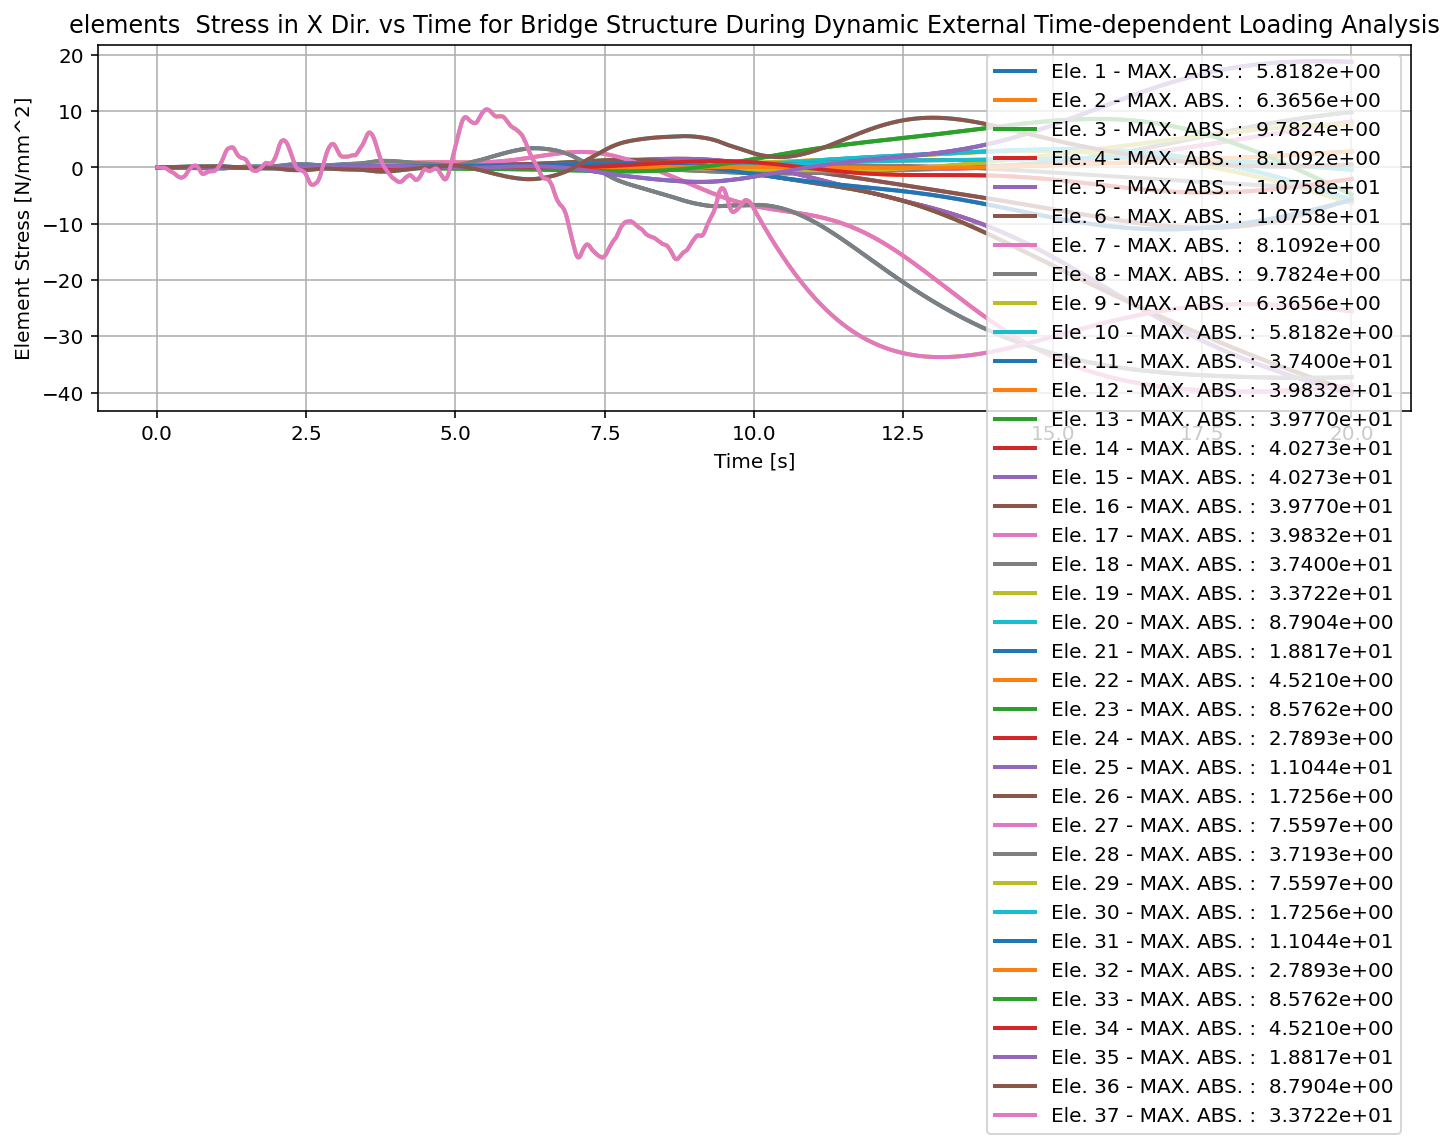 elements  Stress in X Dir. vs Time for Bridge Structure During Dynamic External Time-dependent Loading Analysis
Element Stress [N/mm^2]
20
10
0
−10
−20
−30
−40
0.0 2.5 5.0 7.5 10.0 12.5 15.0 17.5 20.0
Time [s]
Ele. 1 - MAX. ABS. :  5.8182e+00
Ele. 2 - MAX. ABS. :  6.3656e+00
Ele. 3 - MAX. ABS. :  9.7824e+00
Ele. 4 - MAX. ABS. :  8.1092e+00
Ele. 5 - MAX. ABS. :  1.0758e+01
Ele. 6 - MAX. ABS. :  1.0758e+01
Ele. 7 - MAX. ABS. :  8.1092e+00
Ele. 8 - MAX. ABS. :  9.7824e+00
Ele. 9 - MAX. ABS. :  6.3656e+00
Ele. 10 - MAX. ABS. :  5.8182e+00
Ele. 11 - MAX. ABS. :  3.7400e+01
Ele. 12 - MAX. ABS. :  3.9832e+01
Ele. 13 - MAX. ABS. :  3.9770e+01
Ele. 14 - MAX. ABS. :  4.0273e+01
Ele. 15 - MAX. ABS. :  4.0273e+01
Ele. 16 - MAX. ABS. :  3.9770e+01
Ele. 17 - MAX. ABS. :  3.9832e+01
Ele. 18 - MAX. ABS. :  3.7400e+01
Ele. 19 - MAX. ABS. :  3.3722e+01
Ele. 20 - MAX. ABS. :  8.7904e+00
Ele. 21 - MAX. ABS. :  1.8817e+01
Ele. 22 - MAX. ABS. :  4.5210e+00
Ele. 23 - MAX. ABS. :  8.5762e+00
Ele. 24 - MAX. ABS. :  2.7893e+00
Ele. 25 - MAX. ABS. :  1.1044e+01
Ele. 26 - MAX. ABS. :  1.7256e+00
Ele. 27 - MAX. ABS. :  7.5597e+00
Ele. 28 - MAX. ABS. :  3.7193e+00
Ele. 29 - MAX. ABS. :  7.5597e+00
Ele. 30 - MAX. ABS. :  1.7256e+00
Ele. 31 - MAX. ABS. :  1.1044e+01
Ele. 32 - MAX. ABS. :  2.7893e+00
Ele. 33 - MAX. ABS. :  8.5762e+00
Ele. 34 - MAX. ABS. :  4.5210e+00
Ele. 35 - MAX. ABS. :  1.8817e+01
Ele. 36 - MAX. ABS. :  8.7904e+00
Ele. 37 - MAX. ABS. :  3.3722e+01